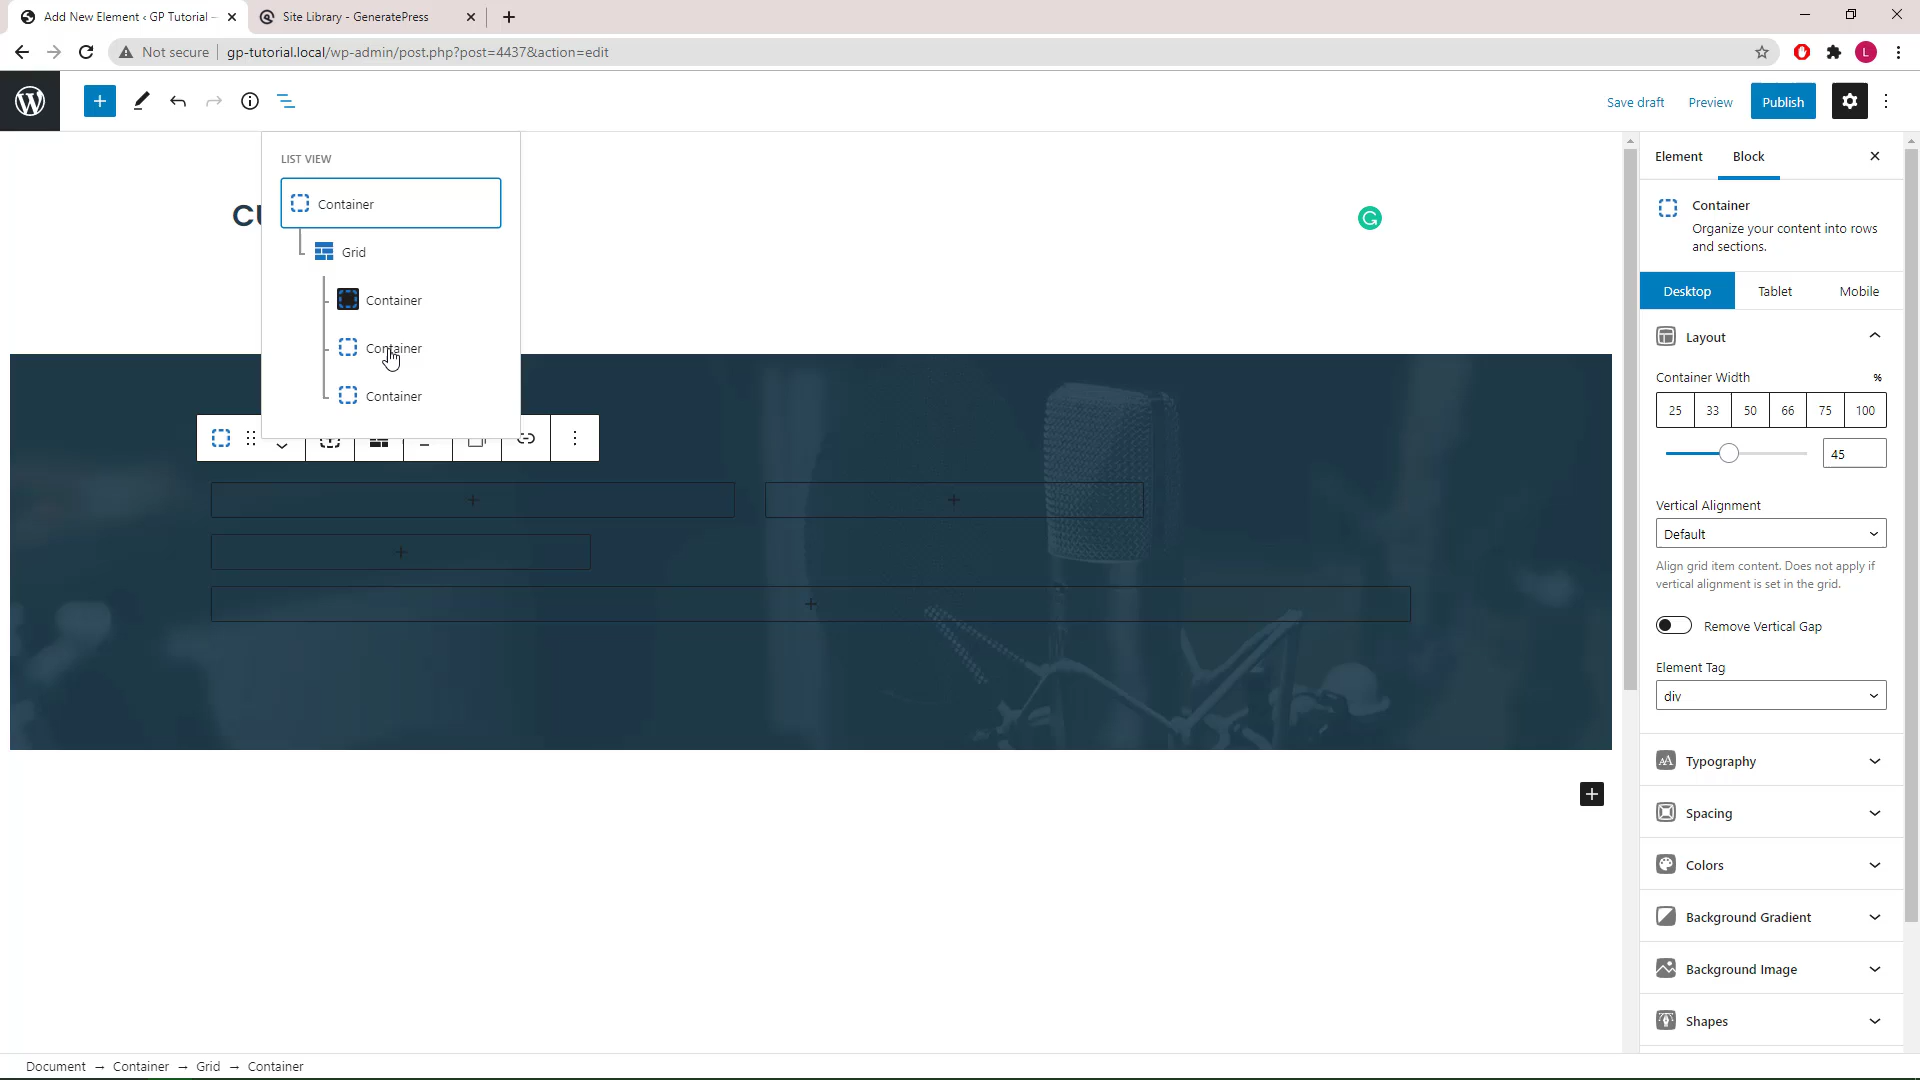 Add New Element ‹ GP Tutorial –
Site Library - GeneratePress
Not secure
gp-tutorial.local/wp-admin/post.php?post=4437&action=edit
L
Save draft
Preview
Publish
LIST VIEW
Container
Grid
Container
Container
Container
Element
Block
Container
Organize your content into rows
and sections.
Desktop
Tablet
Mobile
Layout
Container Width
%
25
33
50
66
75
100
45
Vertical Alignment
Default
Align grid item content. Does not apply if
vertical alignment is set in the grid.
Remove Vertical Gap
Element Tag
div
Typography
Spacing
Colors
Background Gradient
Background Image
Shapes
Document → Container → Grid → Container